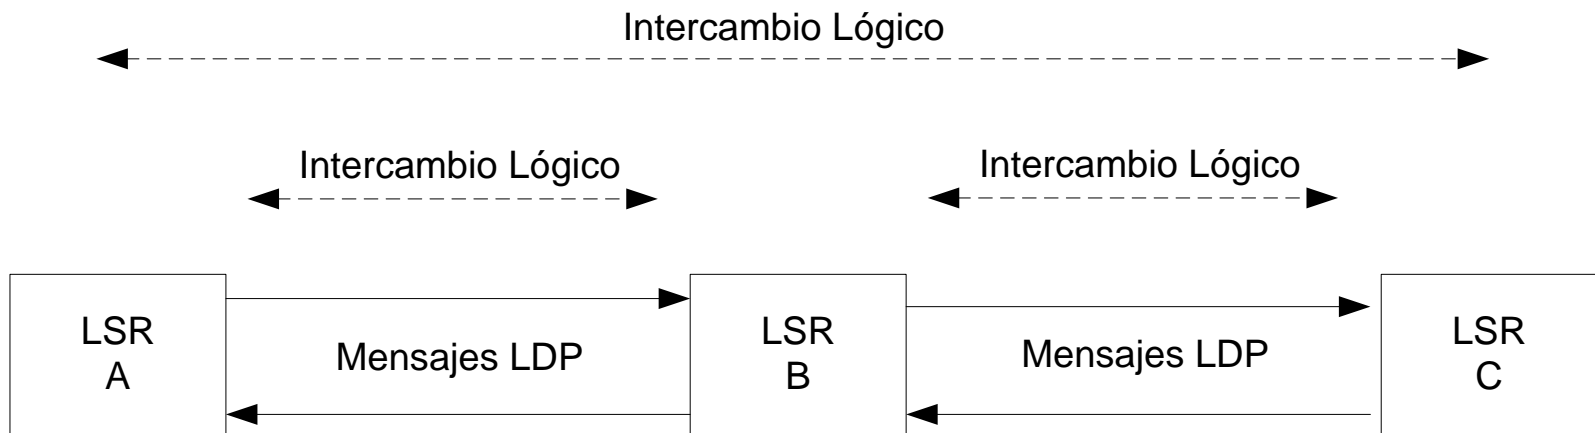 Intercambio Lógico
Intercambio Lógico
Intercambio Lógico
LSR
A
Mensajes LDP
LSR
B
Mensajes LDP
LSR
C